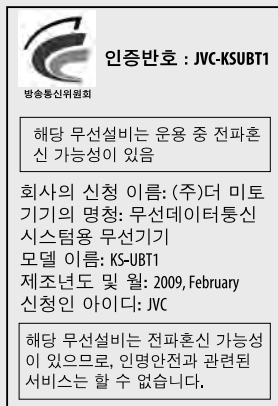 인증번호 : JVC-KSUBT1
방송통신위원회
해당 무선설비는 운용 중 전파혼
신 가능성이 있음
회사의 신청 이름: (주)더 미토
기기의 명청: 무선데이터퉁신
시스템용 무선기기
모델 이름: KS-UBT1
제조년도 및 월: 2009, February
신청인 아이디: JVC
해당 무선설비는 전파혼신 가능성
이 있으므로, 인명안전과 관련된
서비스는 할 수 없습니다.